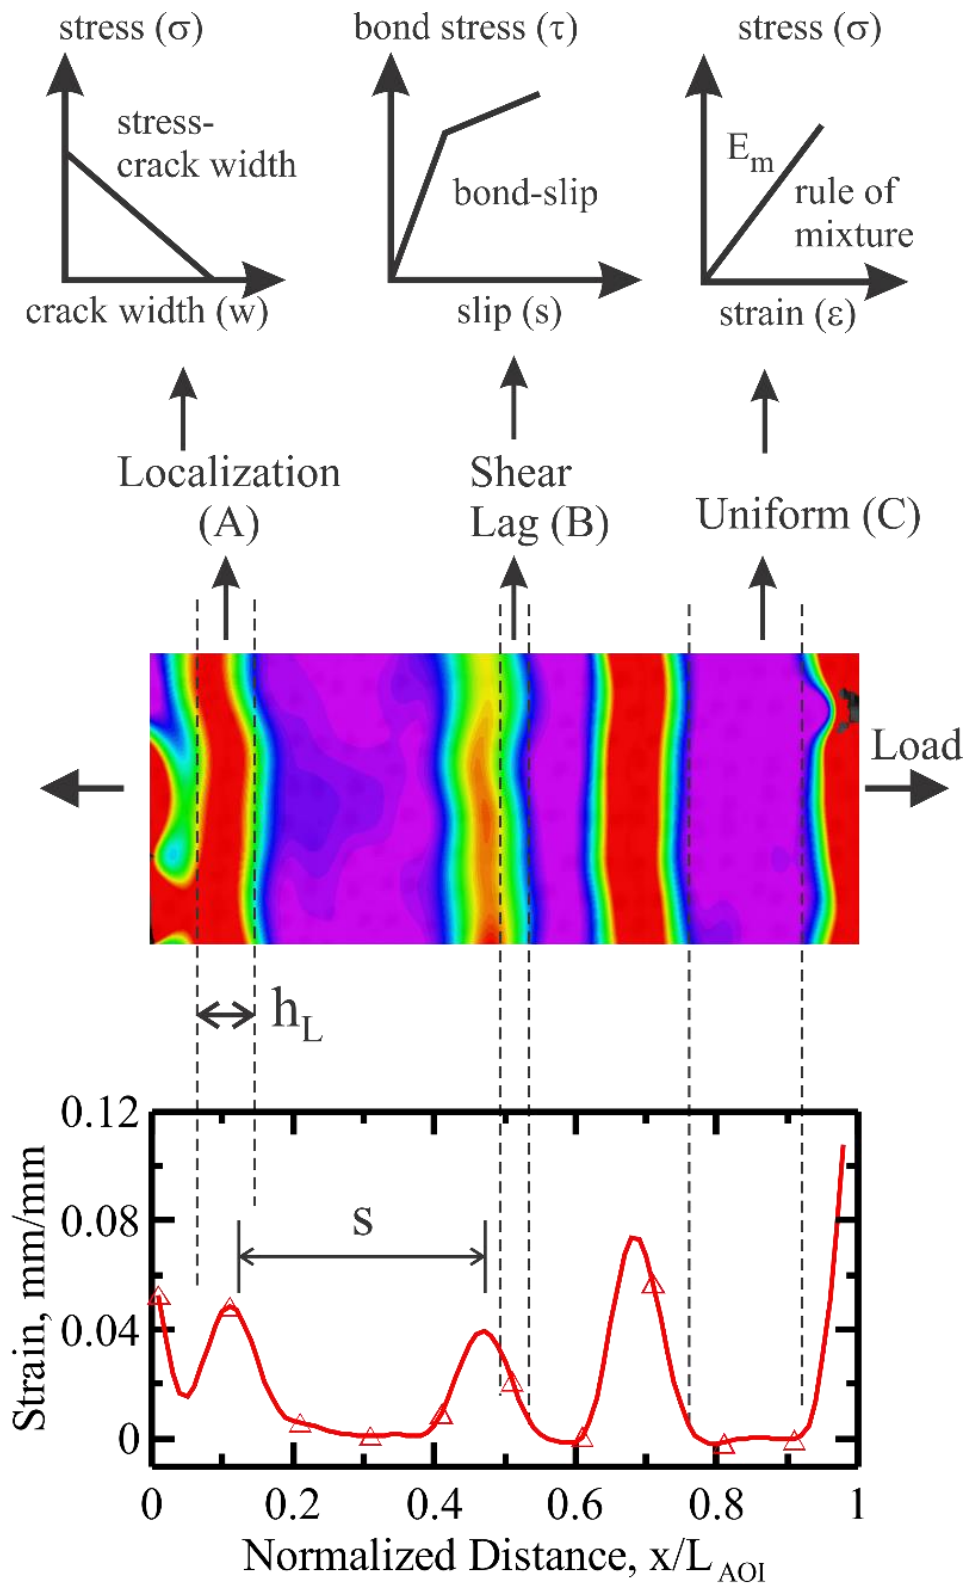 stress (σ)
bond stress (τ)
stress (σ)
stress-
crack width
bond-slip
Eₘ
rule of
mixture
crack width (w)
slip (s)
strain (ε)
Localization
(A)
Shear
Lag (B)
Uniform (C)
Load
h_L
0.12
0.08
0.04
0
Strain, mm/mm
s
0 0.2 0.4 0.6 0.8 1
Normalized Distance, x/L_AOI